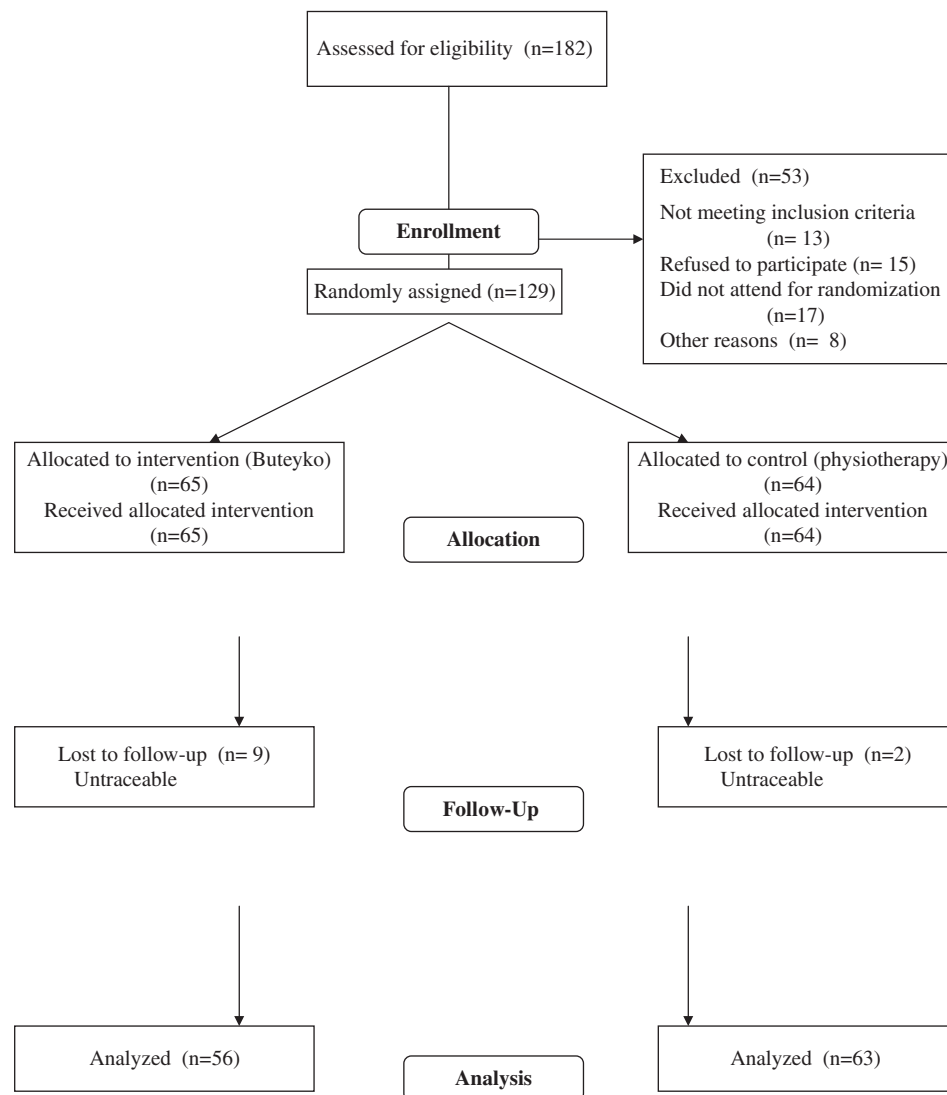 Assessed for eligibility (n=182)
Excluded (n=53)
Not meeting inclusion criteria
(n= 13)
Refused to participate (n= 15)
Did not attend for randomization
(n=17)
Other reasons (n= 8)
Enrollment
Randomly assigned (n=129)
Allocated to intervention (Buteyko)
(n=65)
Received allocated intervention
(n=65)
Allocated to control (physiotherapy)
(n=64)
Received allocated intervention
(n=64)
Allocation
Lost to follow-up (n= 9)
Untraceable
Lost to follow-up (n=2)
Untraceable
Follow-Up
Analyzed (n=56)
Analyzed (n=63)
Analysis